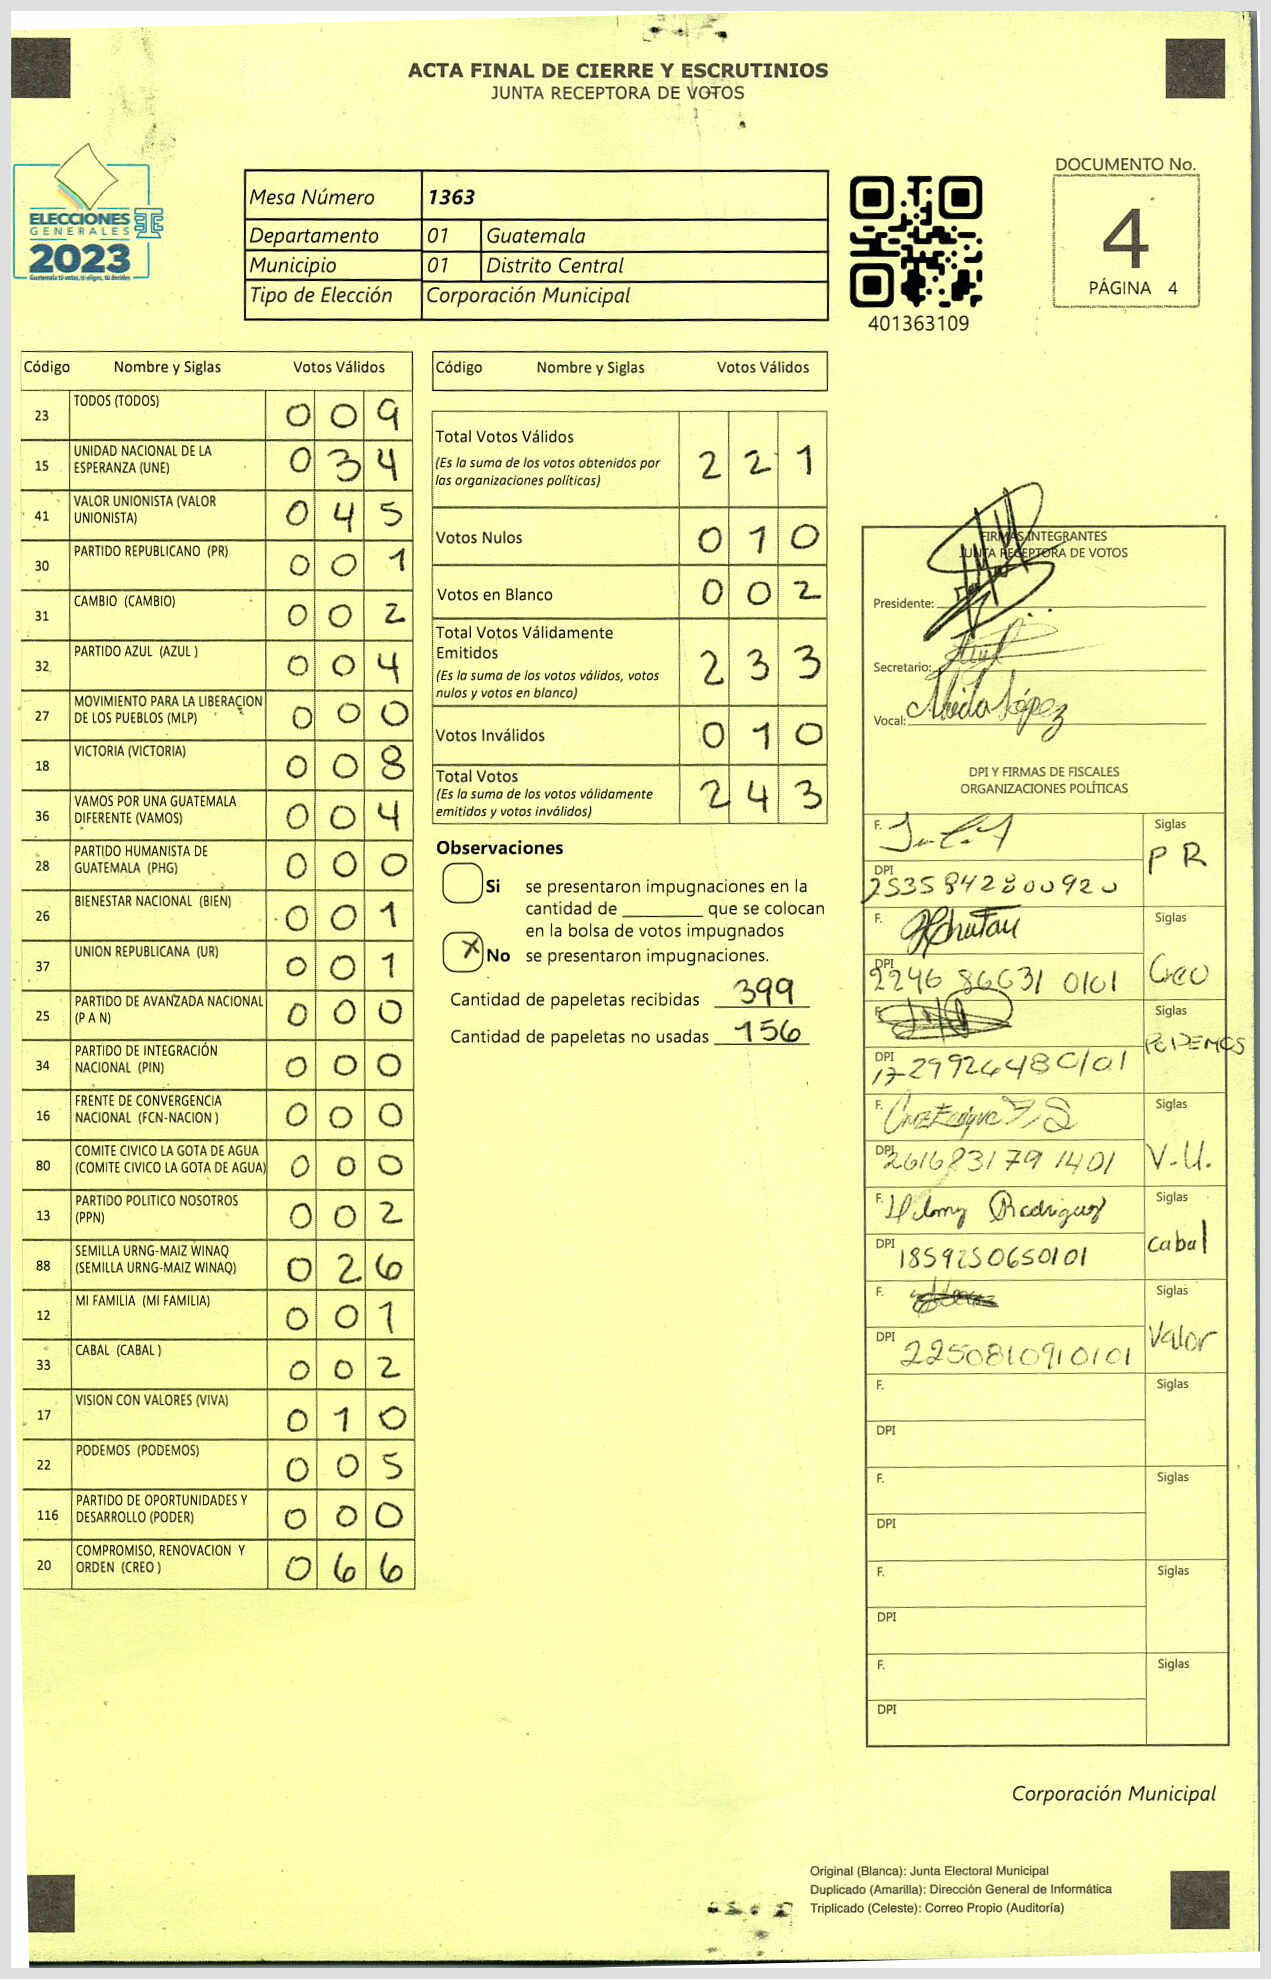 ACTA FINAL DE CIERRE Y ESCRUTINIOS
JUNTA RECEPTORA DE VOTOS
ELECCIONES
GENERALES
2023
Guatemala tú votas, tú eliges, tú decides
Mesa Número 1363
Departamento 01 Guatemala
Municipio 01 Distrito Central
Tipo de Elección Corporación Municipal
401363109
DOCUMENTO No.
4
PÁGINA 4
Código Nombre y Siglas Votos Válidos
23 TODOS (TODOS) 0 0 9
15 UNIDAD NACIONAL DE LA ESPERANZA (UNE) 0 3 4
41 VALOR UNIONISTA (VALOR UNIONISTA) 0 4 5
30 PARTIDO REPUBLICANO (PR) 0 0 1
31 CAMBIO (CAMBIO) 0 0 2
32 PARTIDO AZUL (AZUL ) 0 0 4
27 MOVIMIENTO PARA LA LIBERACION DE LOS PUEBLOS (MLP) 0 0 0
18 VICTORIA (VICTORIA) 0 0 8
36 VAMOS POR UNA GUATEMALA DIFERENTE (VAMOS) 0 0 4
28 PARTIDO HUMANISTA DE GUATEMALA (PHG) 0 0 0
26 BIENESTAR NACIONAL (BIEN) 0 0 1
37 UNION REPUBLICANA (UR) 0 0 1
25 PARTIDO DE AVANZADA NACIONAL (P A N) 0 0 0
34 PARTIDO DE INTEGRACIÓN NACIONAL (PIN) 0 0 0
16 FRENTE DE CONVERGENCIA NACIONAL (FCN-NACION ) 0 0 0
80 COMITE CIVICO LA GOTA DE AGUA (COMITE CIVICO LA GOTA DE AGUA) 0 0 0
13 PARTIDO POLITICO NOSOTROS (PPN) 0 0 2
88 SEMILLA URNG-MAIZ WINAQ (SEMILLA URNG-MAIZ WINAQ) 0 2 6
12 MI FAMILIA (MI FAMILIA) 0 0 1
33 CABAL (CABAL ) 0 0 2
17 VISION CON VALORES (VIVA) 0 1 0
22 PODEMOS (PODEMOS) 0 0 5
116 PARTIDO DE OPORTUNIDADES Y DESARROLLO (PODER) 0 0 0
20 COMPROMISO, RENOVACION Y ORDEN (CREO ) 0 6 6
Código Nombre y Siglas Votos Válidos
Total Votos Válidos 2 2 1
(Es la suma de los votos obtenidos por
las organizaciones políticas)
Votos Nulos 0 1 0
Votos en Blanco 0 0 2
Total Votos Válidamente
Emitidos 2 3 3
(Es la suma de los votos válidos, votos
nulos y votos en blanco)
Votos Inválidos 0 1 0
Total Votos 2 4 3
(Es la suma de los votos válidamente
emitidos y votos inválidos)
Observaciones
Si se presentaron impugnaciones en la
cantidad de ________ que se colocan
en la bolsa de votos impugnados
X No se presentaron impugnaciones.
Cantidad de papeletas recibidas 399
Cantidad de papeletas no usadas 156
FIRMAS INTEGRANTES
JUNTA RECEPTORA DE VOTOS
Presidente:
Secretario:
Vocal: López
DPI Y FIRMAS DE FISCALES
ORGANIZACIONES POLÍTICAS
F. Siglas PR
DPI 2535 84280 0920
F. Siglas Creo
DPI 2246 86631 0101
F. Siglas PODEMOS
DPI
F. Siglas V.U.
DPI 2616831791401
F. Rodriguez Siglas cabal
DPI 1859250650101
F. Siglas Valor
DPI 2250810910101
F. Siglas
DPI
F. Siglas
DPI
F. Siglas
DPI
F. Siglas
DPI
Corporación Municipal
Original (Blanca): Junta Electoral Municipal
Duplicado (Amarilla): Dirección General de Informática
Triplicado (Celeste): Correo Propio (Auditoría)